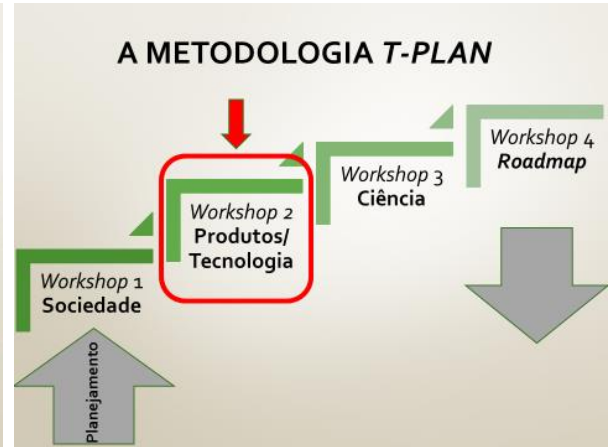 A METODOLOGIA T-PLAN
Workshop 1
Sociedade
Workshop 2
Produtos/
Tecnologia
Workshop 3
Ciência
Workshop 4
Roadmap
Planejamento